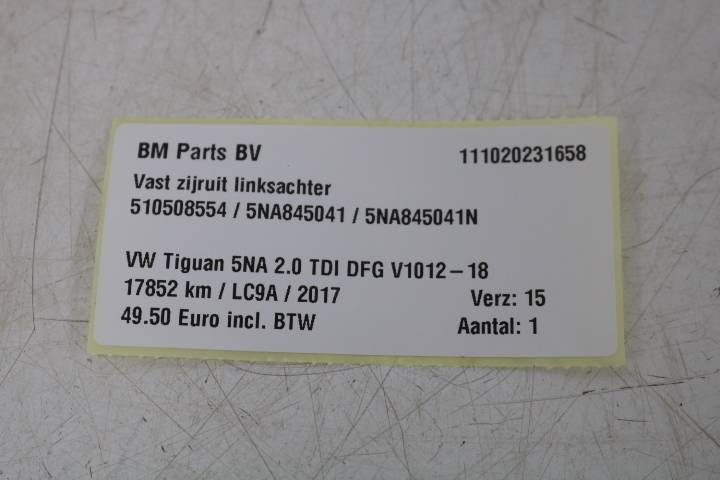 BM Parts BV 111020231658
Vast zijruit linksachter
510508554 / 5NA845041 / 5NA845041N
VW Tiguan 5NA 2.0 TDI DFG V1012-18
17852 km / LC9A / 2017 Verz: 15
49.50 Euro incl. BTW Aantal: 1